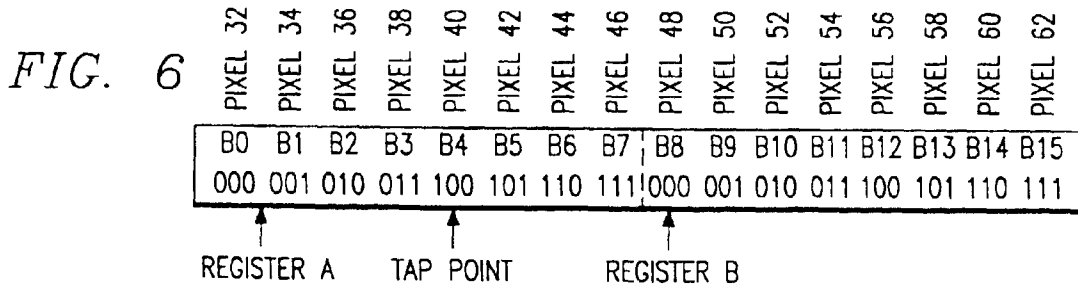 FIG. 6
PIXEL 32 PIXEL 34 PIXEL 36 PIXEL 38 PIXEL 40 PIXEL 42 PIXEL 44 PIXEL 46 PIXEL 48 PIXEL 50 PIXEL 52 PIXEL 54 PIXEL 56 PIXEL 58 PIXEL 60 PIXEL 62
B0 B1 B2 B3 B4 B5 B6 B7 B8 B9 B10 B11 B12 B13 B14 B15
000 001 010 011 100 101 110 111 000 001 010 011 100 101 110 111
REGISTER A TAP POINT REGISTER B